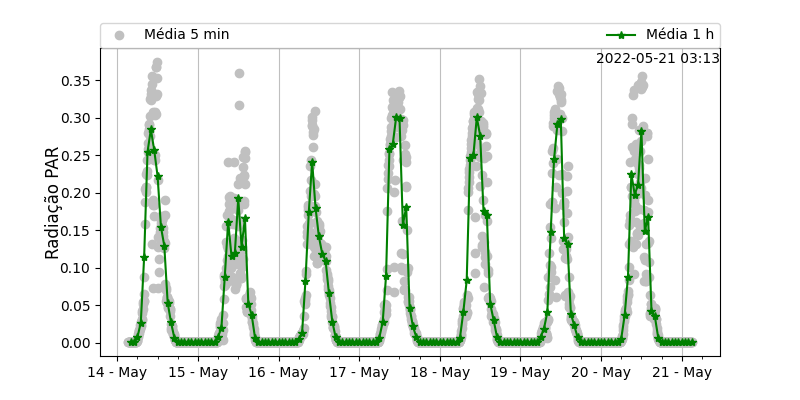 Média 5 min
Média 1 h
2022-05-21 03:13
Radiação PAR
0.35
0.30
0.25
0.20
0.15
0.10
0.05
0.00
14 - May
15 - May
16 - May
17 - May
18 - May
19 - May
20 - May
21 - May